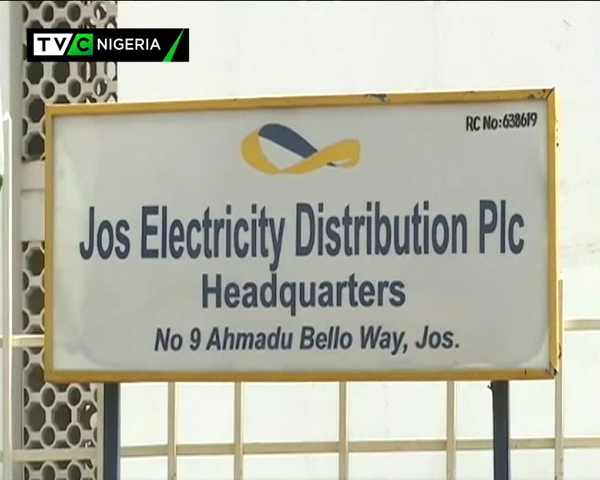 TVC NIGERIA
RC No:638619
Jos Electricity Distribution Plc
Headquarters
No 9 Ahmadu Bello Way, Jos.